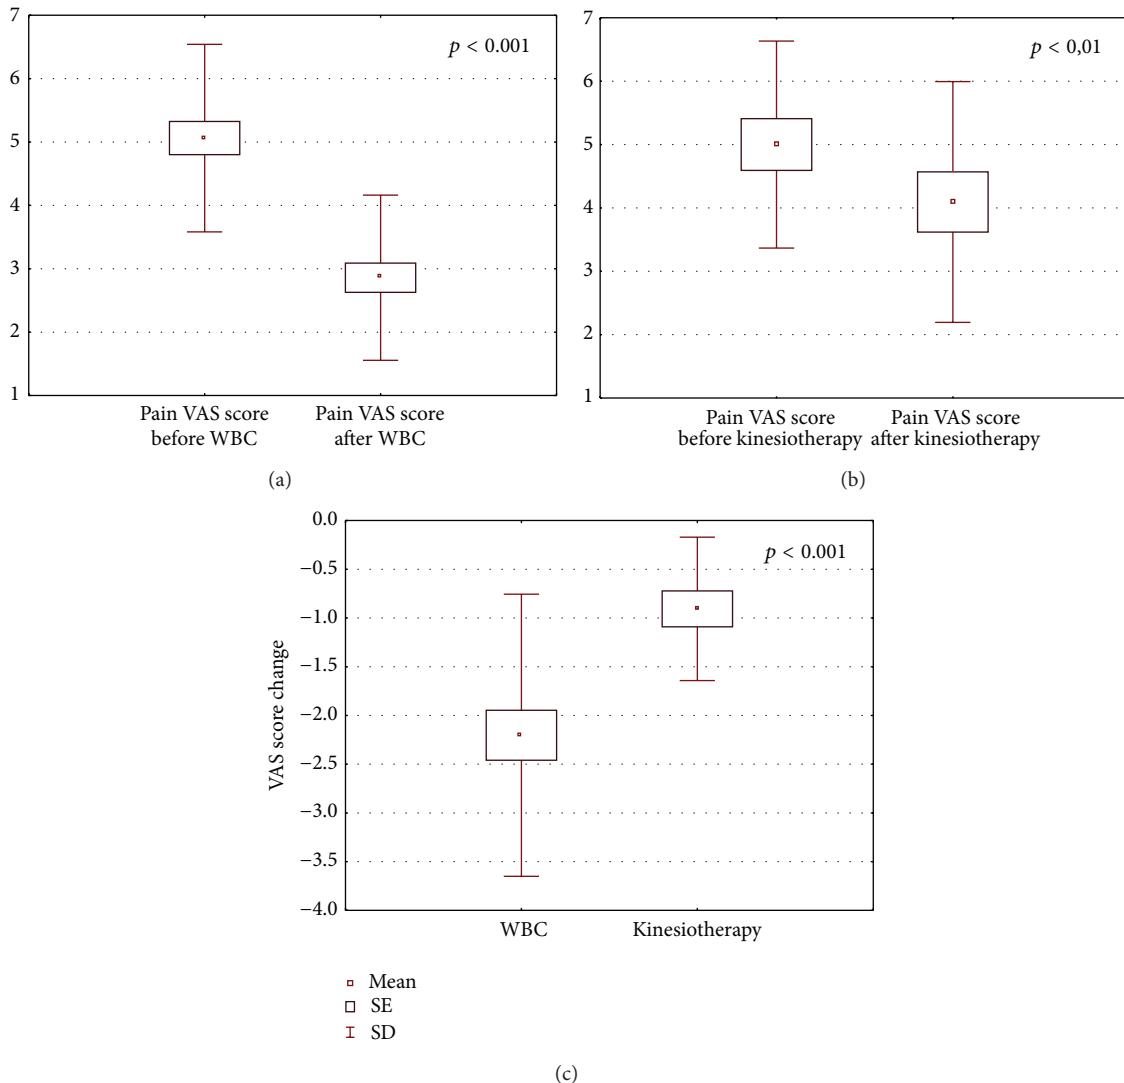 7
6
5
4
3
2
1
p < 0.001
Pain VAS score
before WBC
Pain VAS score
after WBC
(a)
7
6
5
4
3
2
1
p < 0,01
Pain VAS score
before kinesiotherapy
Pain VAS score
after kinesiotherapy
(b)
VAS score change
0.0
−0.5
−1.0
−1.5
−2.0
−2.5
−3.0
−3.5
−4.0
p < 0.001
WBC
Kinesiotherapy
Mean
SE
SD
(c)